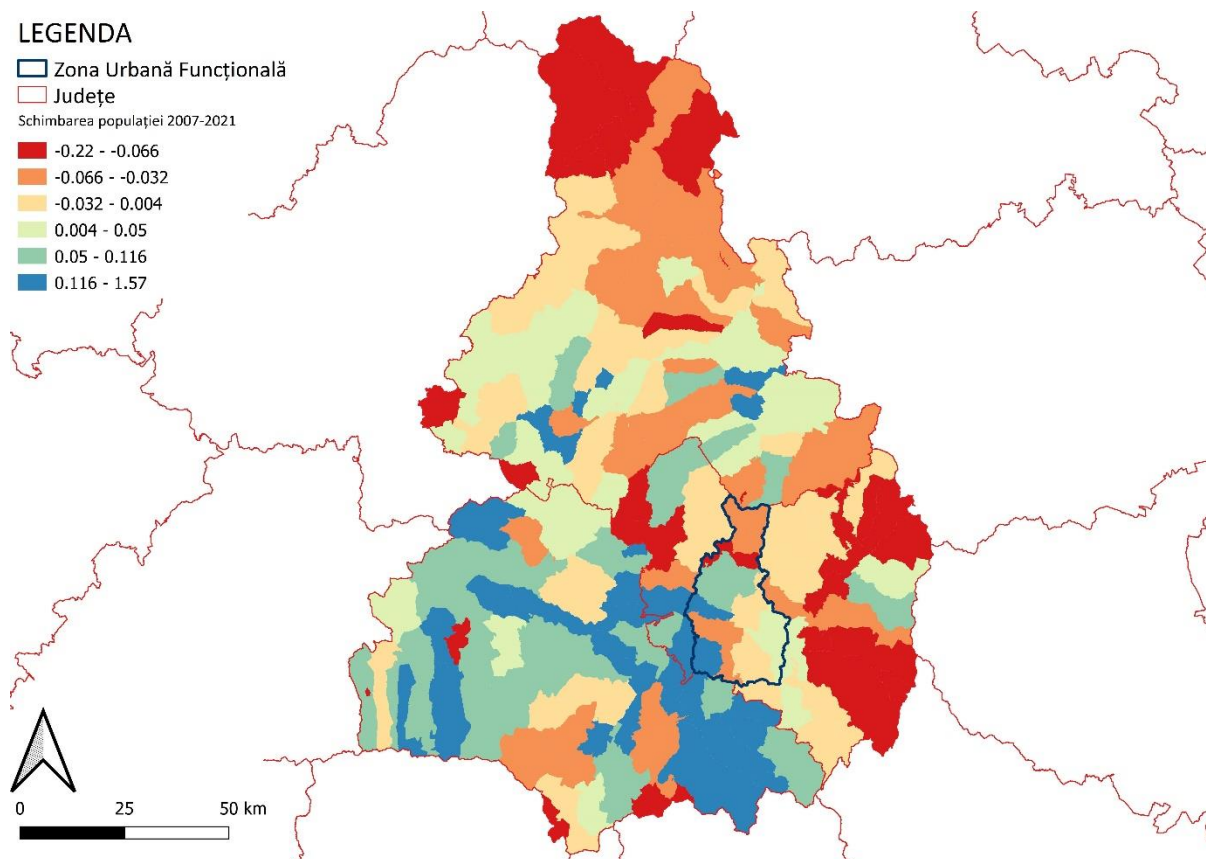 LEGENDA
Zona Urbană Funcțională
Județe
Schimbarea populației 2007-2021
-0.22 - -0.066
-0.066 - -0.032
-0.032 - 0.004
0.004 - 0.05
0.05 - 0.116
0.116 - 1.57
0 25 50 km